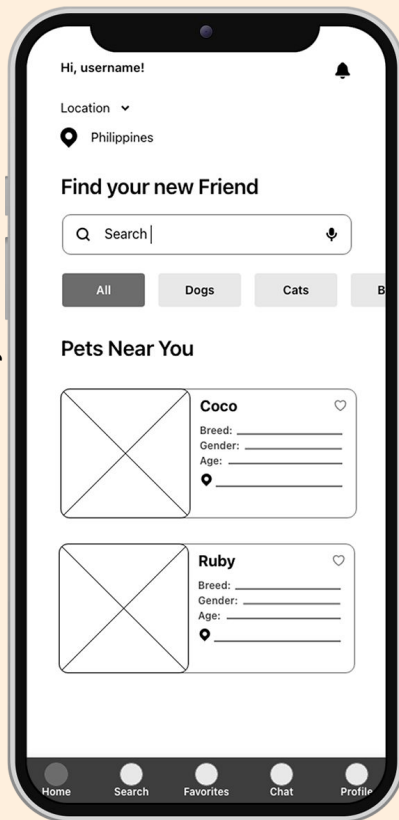 Hi, username!
Location
Philippines
Find your new Friend
Search
All Dogs Cats B
Pets Near You
Coco
Breed:
Gender:
Age:
Ruby
Breed:
Gender:
Age:
Home Search Favorites Chat Profile